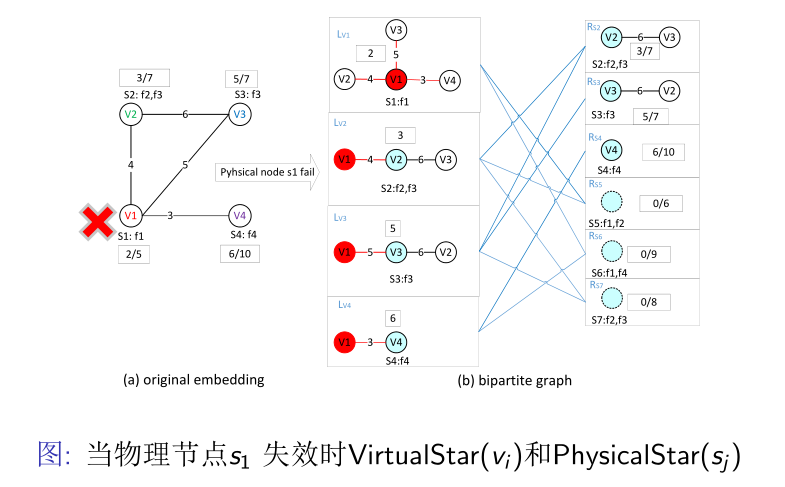 3/7
S2: f2,f3
5/7
S3: f3
V2
6
V3
4
5
Pyhsical node s1 fail
V1
3
V4
S1: f1
S4: f4
2/5
6/10
(a) original embedding
LV1
V3
2
5
V2
4
V1
3
V4
S1:f1
LV2
3
V1
4
V2
6
V3
S2:f2,f3
LV3
5
V1
5
V3
6
V2
S3:f3
LV4
6
V1
3
V4
S4:f4
RS2
V2
6
V3
3/7
S2:f2,f3
RS3
V3
6
V2
S3:f3
5/7
RS4
V4
6/10
S4:f4
RS5
0/6
S5:f1,f2
RS6
0/9
S6:f1,f4
RS7
0/8
S7:f2,f3
(b) bipartite graph
图: 当物理节点s1 失效时VirtualStar(vi)和PhysicalStar(sj)